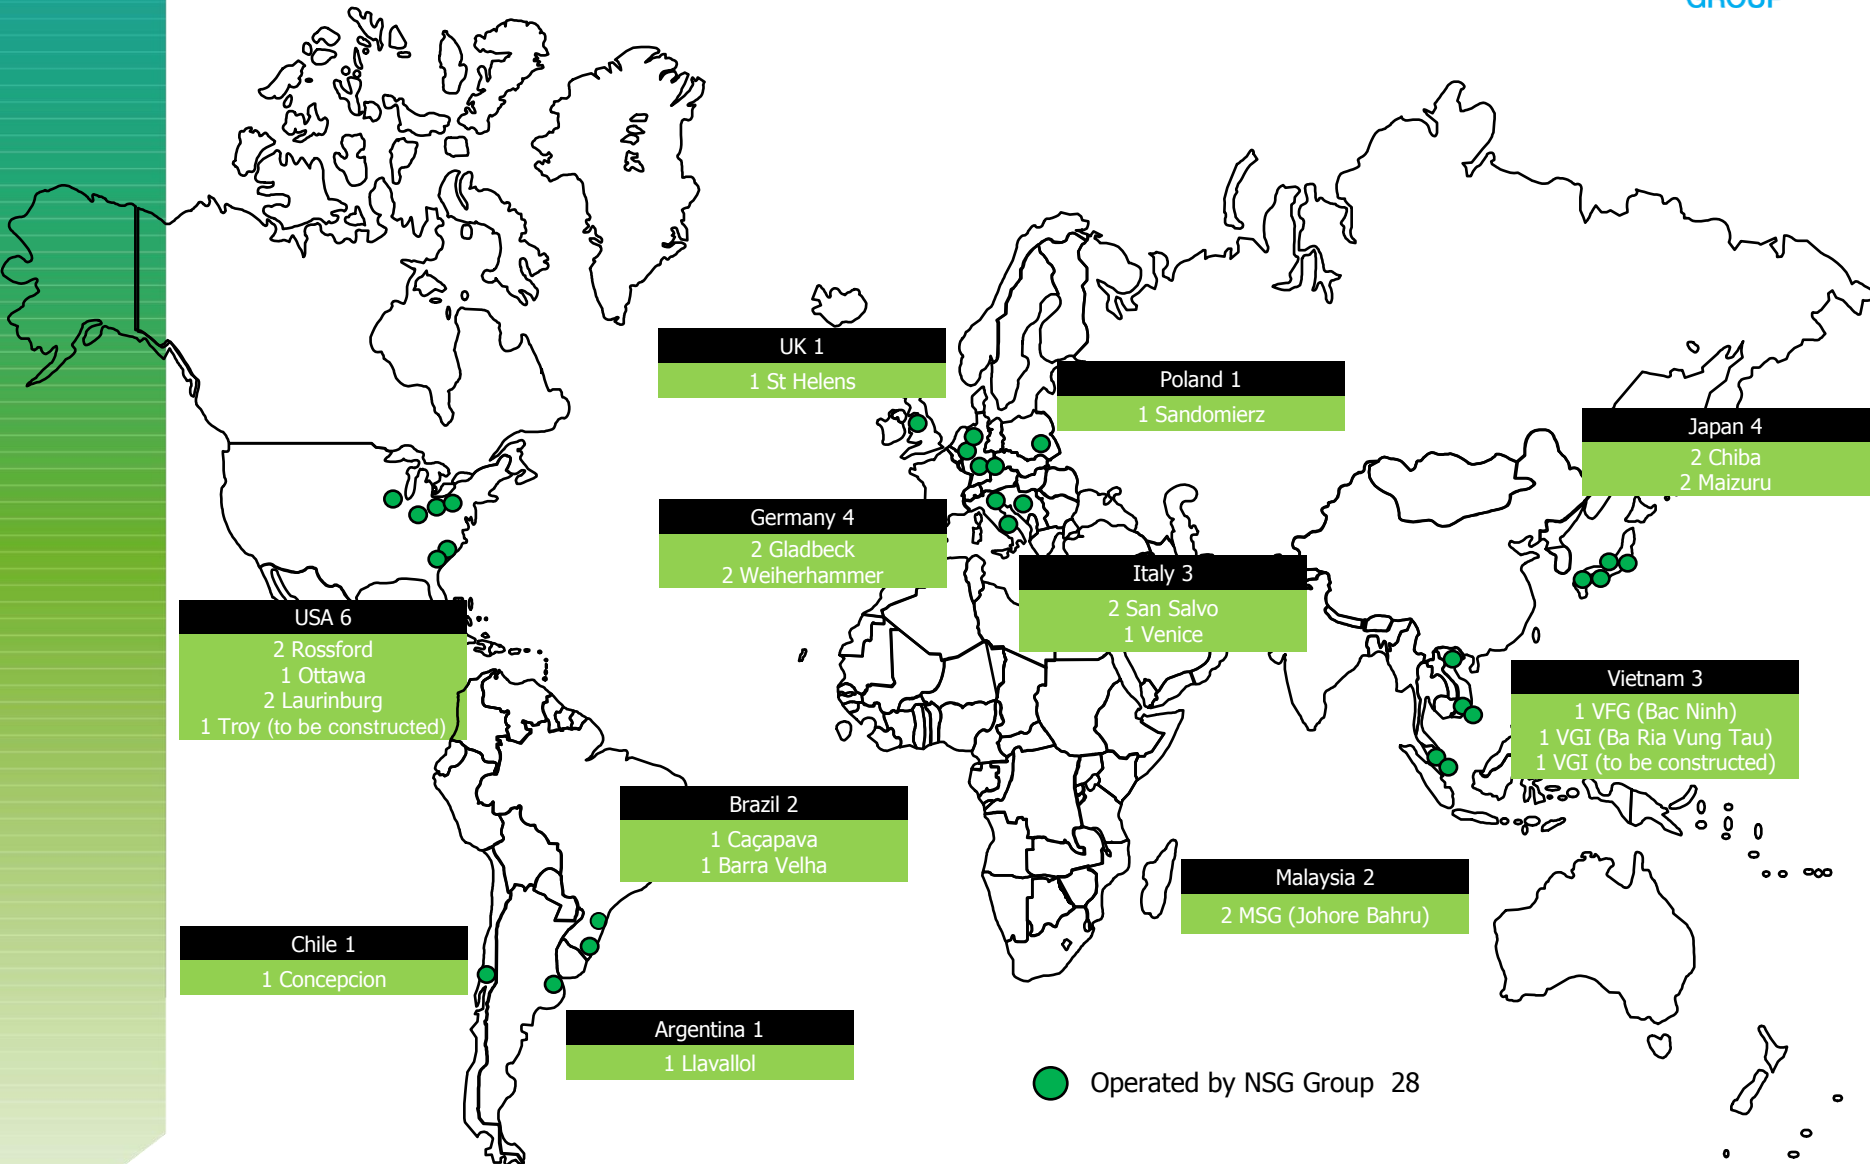 GROUP
UK 1
1 St Helens
Poland 1
1 Sandomierz
Japan 4
2 Chiba
2 Maizuru
Germany 4
2 Gladbeck
2 Weiherhammer
Italy 3
2 San Salvo
1 Venice
USA 6
2 Rossford
1 Ottawa
2 Laurinburg
1 Troy (to be constructed)
Vietnam 3
1 VFG (Bac Ninh)
1 VGI (Ba Ria Vung Tau)
1 VGI (to be constructed)
Brazil 2
1 Caçapava
1 Barra Velha
Malaysia 2
2 MSG (Johore Bahru)
Chile 1
1 Concepcion
Argentina 1
1 Llavallol
Operated by NSG Group 28